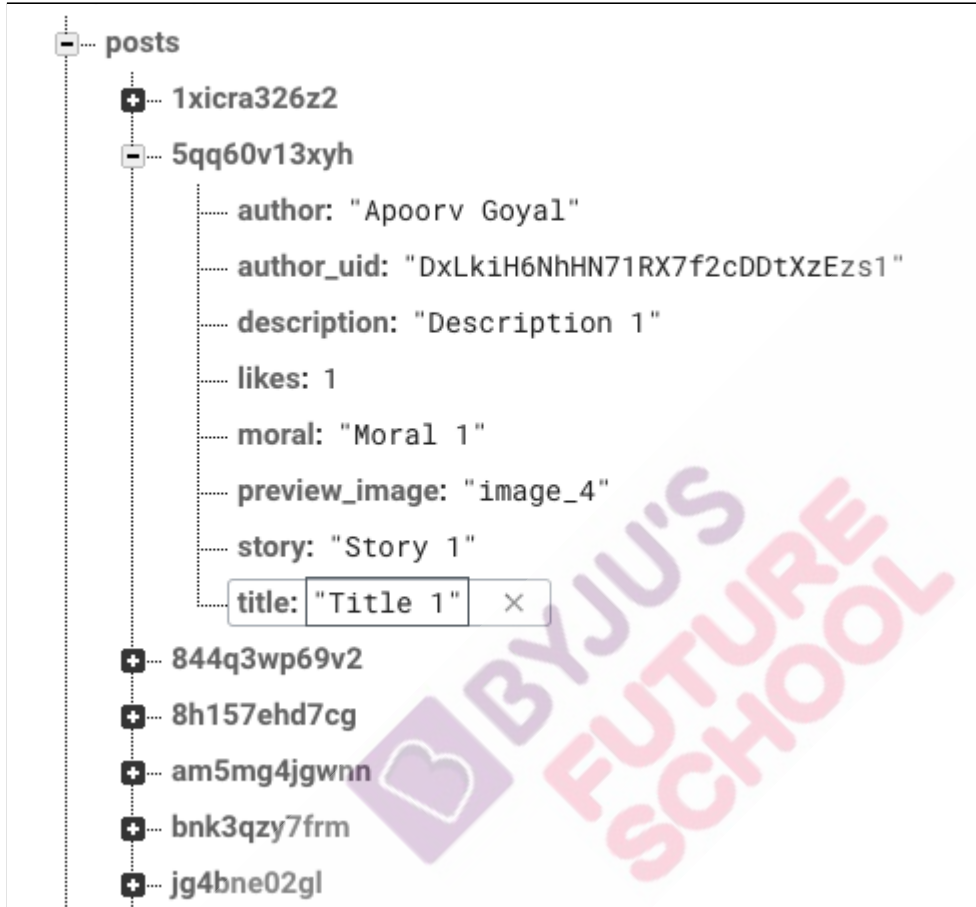 posts
1xicra326z2
5qq60v13xyh
author: "Apoorv Goyal"
author_uid: "DxLkiH6NhHN71RX7f2cDDtXzEzs1"
description: "Description 1"
likes: 1
moral: "Moral 1"
preview_image: "image_4"
story: "Story 1"
title: "Title 1" ×
844q3wp69v2
8h157ehd7cg
am5mg4jgwnn
bnk3qzy7frm
jg4bne02gl
BYJU'S
FUTURE
SCHOOL